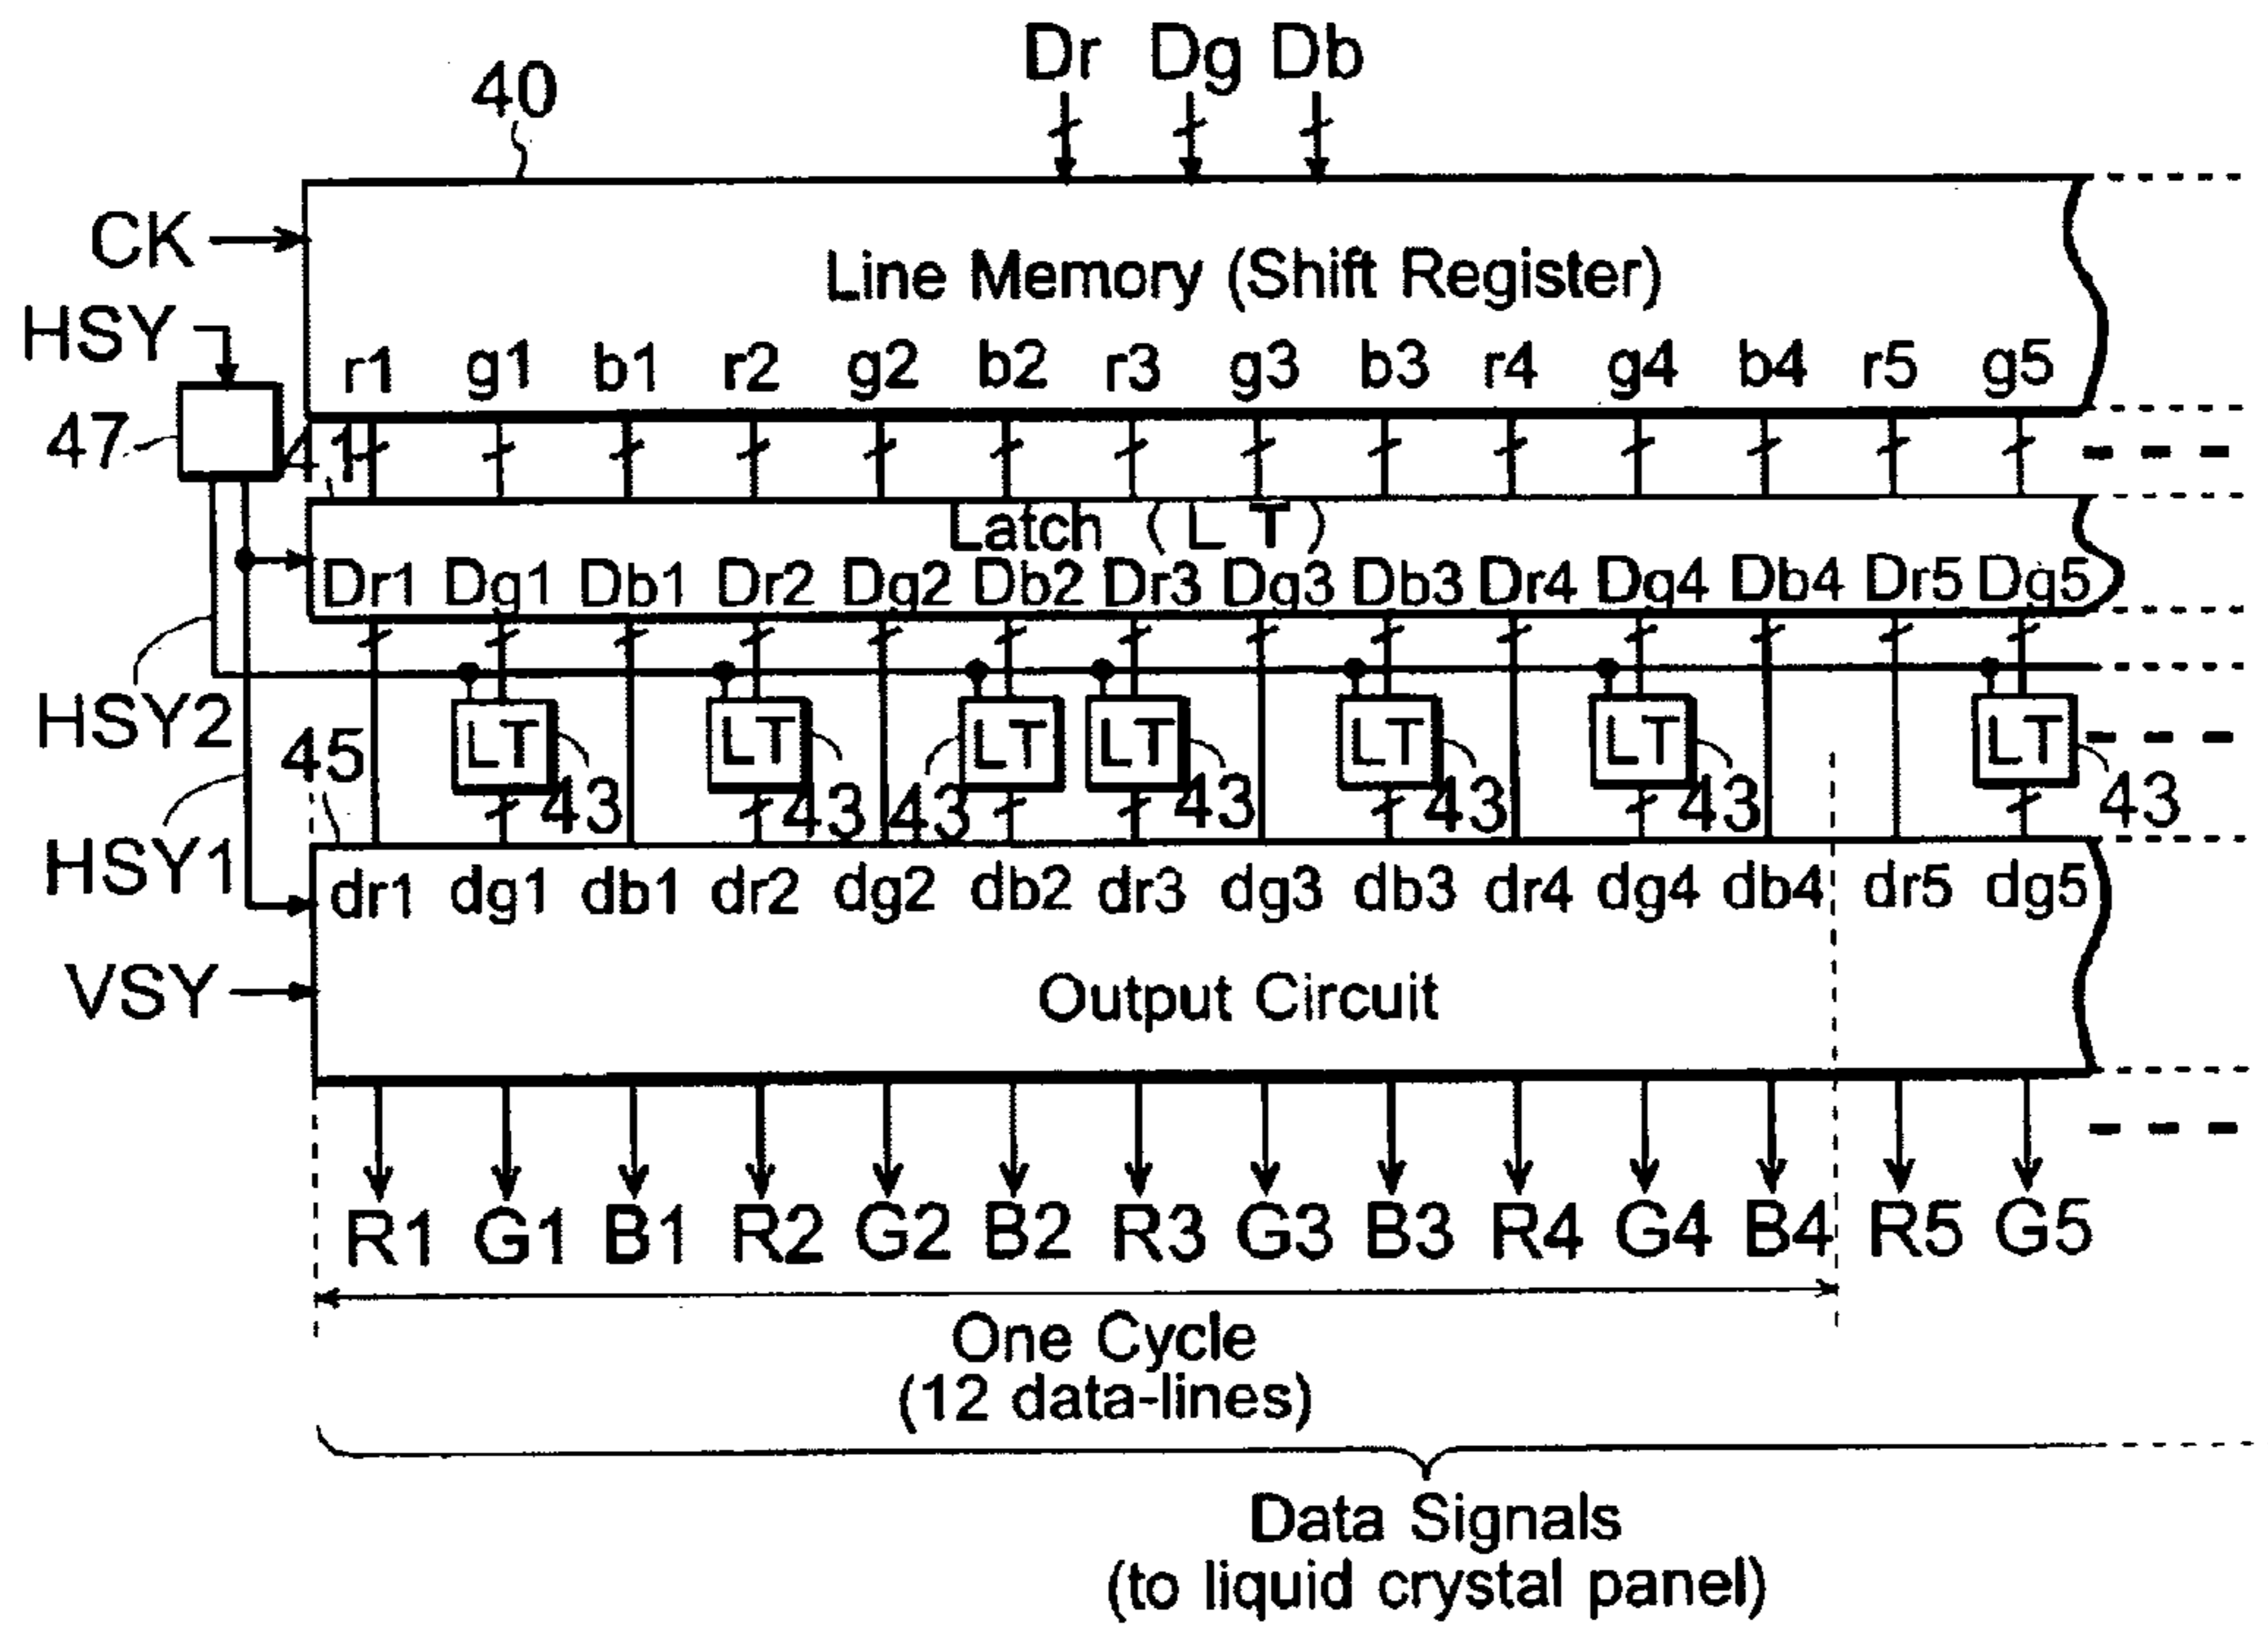 Dr Dg Db
40
CK
Line Memory (Shift Register)
HSY
r1 g1 b1 r2 g2 b2 r3 g3 b3 r4 g4 b4 r5 g5
47
41
Latch (LT)
Dr1 Dg1 Db1 Dr2 Dg2 Db2 Dr3 Dg3 Db3 Dr4 Dg4 Db4 Dr5 Dg5
HSY2
LT LT LT LT LT LT LT
45
43 43 43 43 43 43 43
HSY1
dr1 dg1 db1 dr2 dg2 db2 dr3 dg3 db3 dr4 dg4 db4 dr5 dg5
VSY
Output Circuit
R1 G1 B1 R2 G2 B2 R3 G3 B3 R4 G4 B4 R5 G5
One Cycle
(12 data-lines)
Data Signals
(to liquid crystal panel)